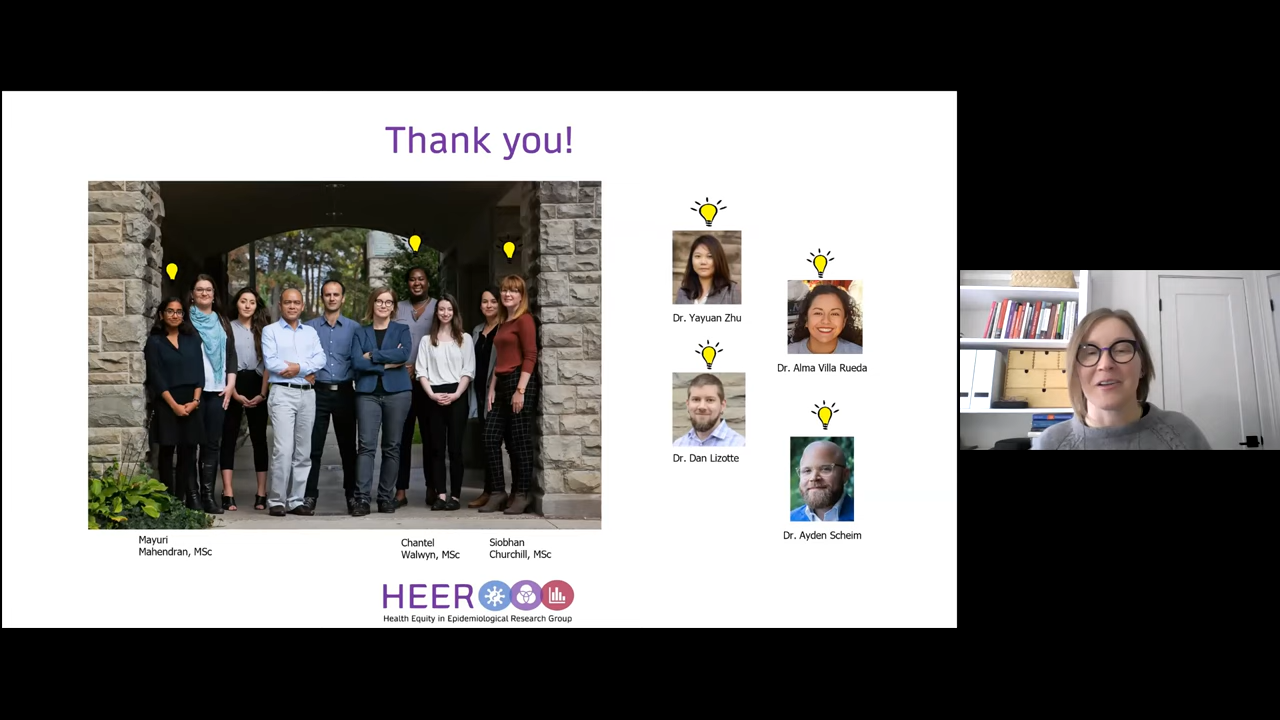 Thank you!
Dr. Yayuan Zhu
Dr. Alma Villa Rueda
Dr. Dan Lizotte
Dr. Ayden Scheim
Mayuri
Mahendran, MSc
Chantel
Walwyn, MSc
Siobhan
Churchill, MSc
HEER
Health Equity in Epidemiological Research Group